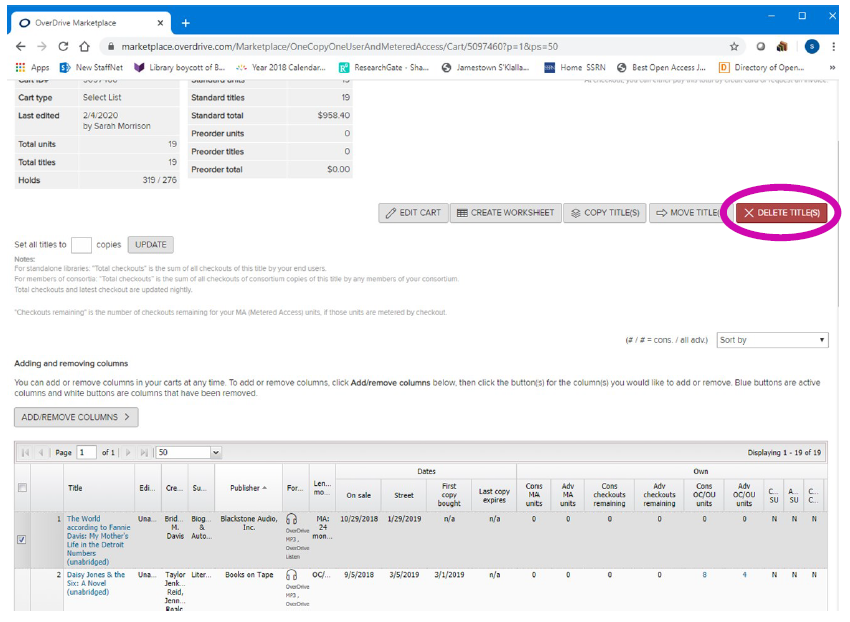 OverDrive Marketplace
marketplace.overdrive.com/Marketplace/OneCopyOneUserAndMeteredAccess/Cart/5097460?p=1&ps=50
Apps New StaffNet Library boycott of B... Year 2018 Calendar... ResearchGate - Sha... Jamestown S'Klalla... Home SSRN Best Open Access J... Directory of Open... »
Cart ID# 5097460 Standard units 19
Cart type Select List Standard titles 19
Last edited 2/4/2020 Standard total $958.40
by Sarah Morrison
Preorder units 0
Total units 19
Preorder titles 0
Total titles 19
Preorder total $0.00
Holds 319 / 276
EDIT CART CREATE WORKSHEET COPY TITLE(S) MOVE TITLE( DELETE TITLE(S)
Set all titles to copies UPDATE
Notes:
For standalone libraries: "Total checkouts" is the sum of all checkouts of this title by your end users.
For members of consortia: "Total checkouts" is the sum of all checkouts of consortium copies of this title by any members of your consortium.
Total checkouts and latest checkout are updated nightly.
"Checkouts remaining" is the number of checkouts remaining for your MA (Metered Access) units, if those units are metered by checkout.
(# / # = cons. / all adv.) Sort by
Adding and removing columns
You can add or remove columns in your carts at any time. To add or remove columns, click Add/remove columns below, then click the button(s) for the column(s) you would like to add or remove. Blue buttons are active
columns and white buttons are columns that have been removed.
ADD/REMOVE COLUMNS >
Page 1 of 1 50 Displaying 1 - 19 of 19
Dates Own
Title Edi... Cre... Su... Publisher For... Len... mo... On sale Street First copy bought Last copy expires Cons MA units Adv MA units Cons checkouts remaining Adv checkouts remaining Cons OC/OU units Adv OC/OU units C... SU A... SU C... C...
1 The World Una... Brid... Biog... Blackstone Audio, MA: 10/29/2018 1/29/2019 n/a n/a 0 0 0 0 0 0 N N N
according to Fannie M. & Inc. 24
Davis: My Mother's Davis Auto... OverDrive mon...
Life in the Detroit MP3 ,
Numbers OverDrive
(unabridged) Listen
2 Daisy Jones & the Una... Taylor Liter... Books on Tape OC/... 9/5/2018 3/5/2019 3/1/2019 n/a 0 0 0 0 8 4 N N N
Six: A Novel Jenk...
(unabridged) Reid, OverDrive
Jenn... MP3 ,
OverDrive